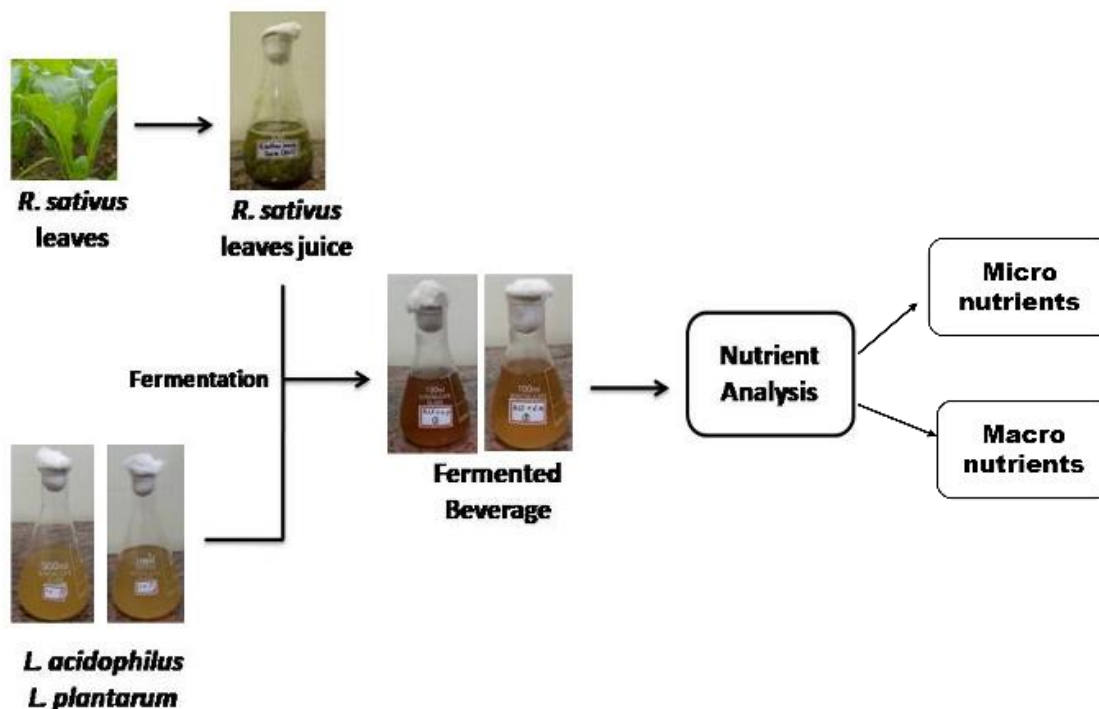 R. sativus
leaves
R. sativus
leaves juice
Fermentation
L. acidophilus
L. plantarum
Fermented
Beverage
Nutrient
Analysis
Micro
nutrients
Macro
nutrients